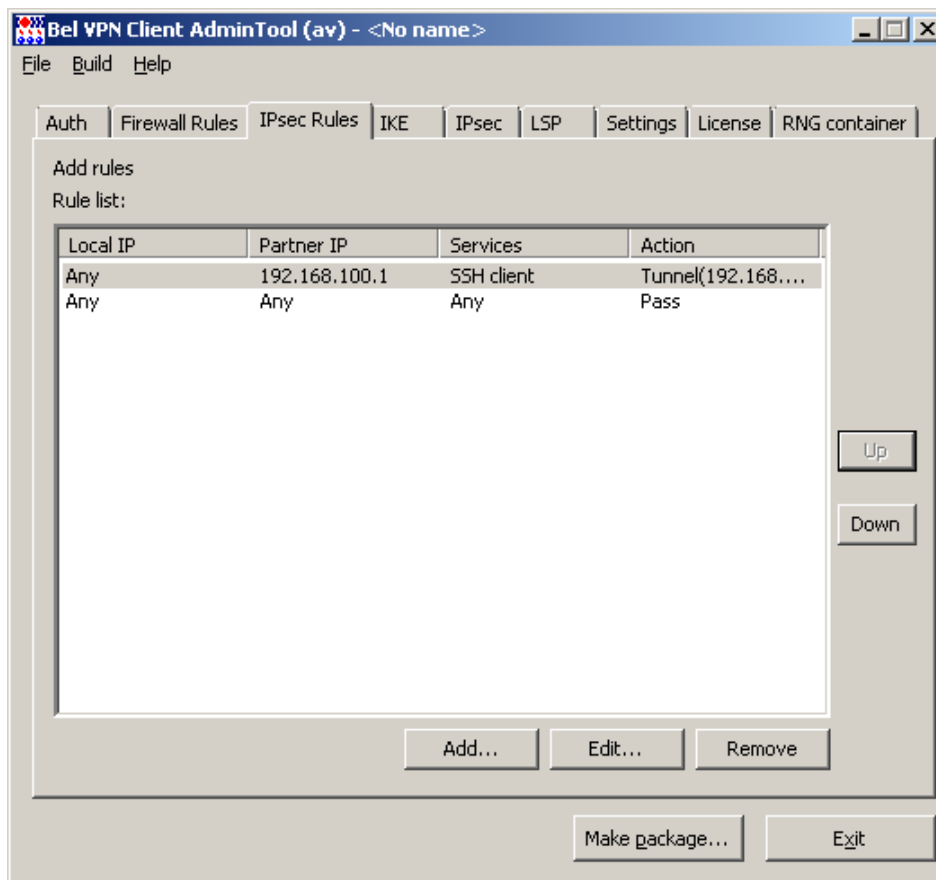 Bel VPN Client AdminTool (av) - <No name>
File Build Help
Auth Firewall Rules IPsec Rules IKE IPsec LSP Settings License RNG container
Add rules
Rule list:
Local IP Partner IP Services Action
Any 192.168.100.1 SSH client Tunnel(192.168....
Any Any Any Pass
Up
Down
Add... Edit... Remove
Make package... Exit